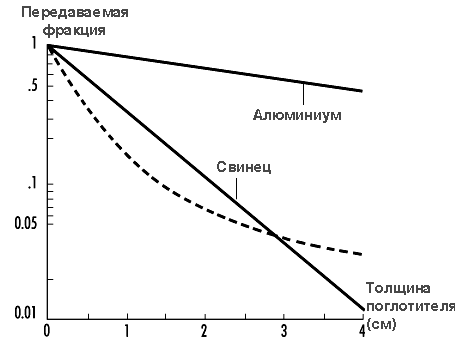 Передаваемая
фракция
1
.5
Алюминиум
Свинец
.1
0.05
Толщина
поглотителя
(см)
0.01
0 1 2 3 4